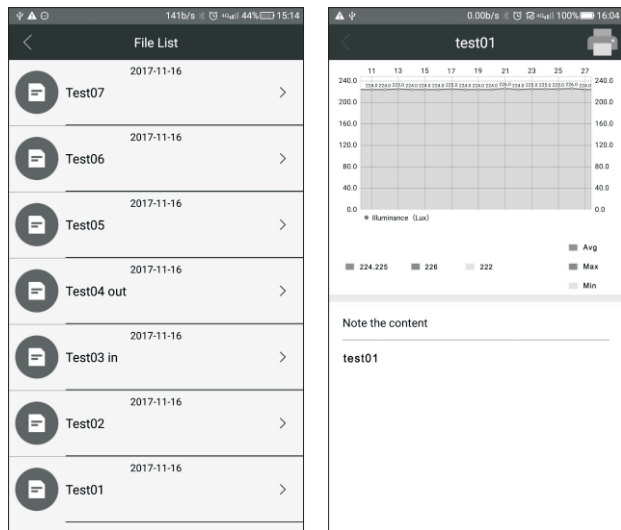 141b/s 4G 44% 15:14
File List
2017-11-16
Test07
2017-11-16
Test06
2017-11-16
Test05
2017-11-16
Test04 out
2017-11-16
Test03 in
2017-11-16
Test02
2017-11-16
Test01
0.00b/s 4G 100% 16:04
test01
11 13 15 17 19 21 23 25 27
240.0 240.0
200.0 200.0
160.0 160.0
120.0 120.0
80.0 80.0
40.0 40.0
0.0 0.0
Illuminance (Lux)
Avg
224.225 226 222 Max
Min
Note the content
test01